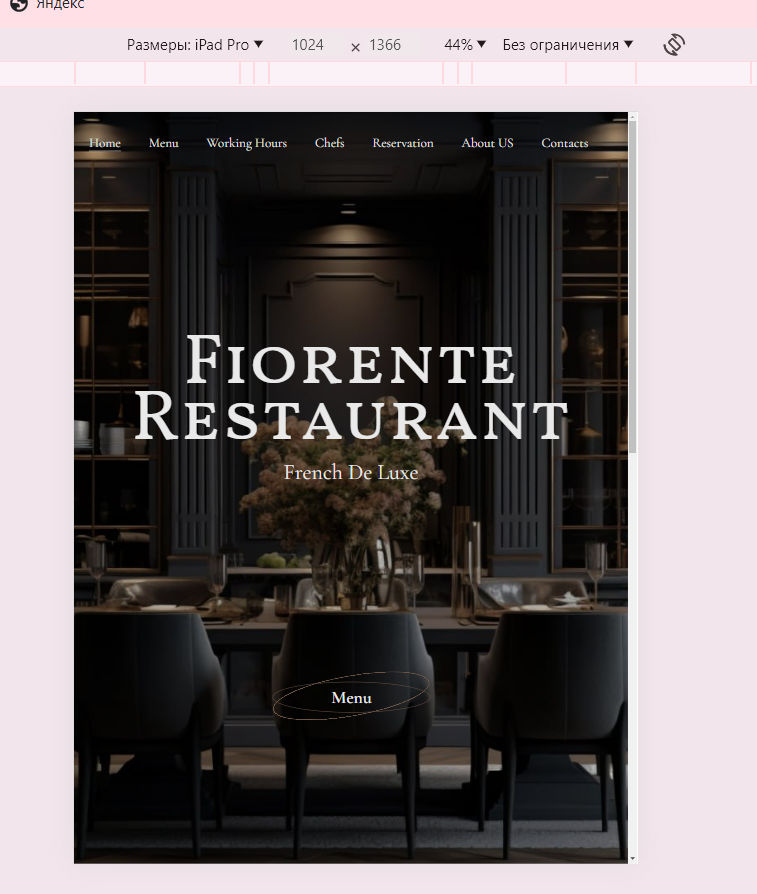 Яндекс
Размеры: iPad Pro 1024 × 1366 44% Без ограничения
Home Menu Working Hours Chefs Reservation About US Contacts
Fiorente
Restaurant
French De Luxe
Menu